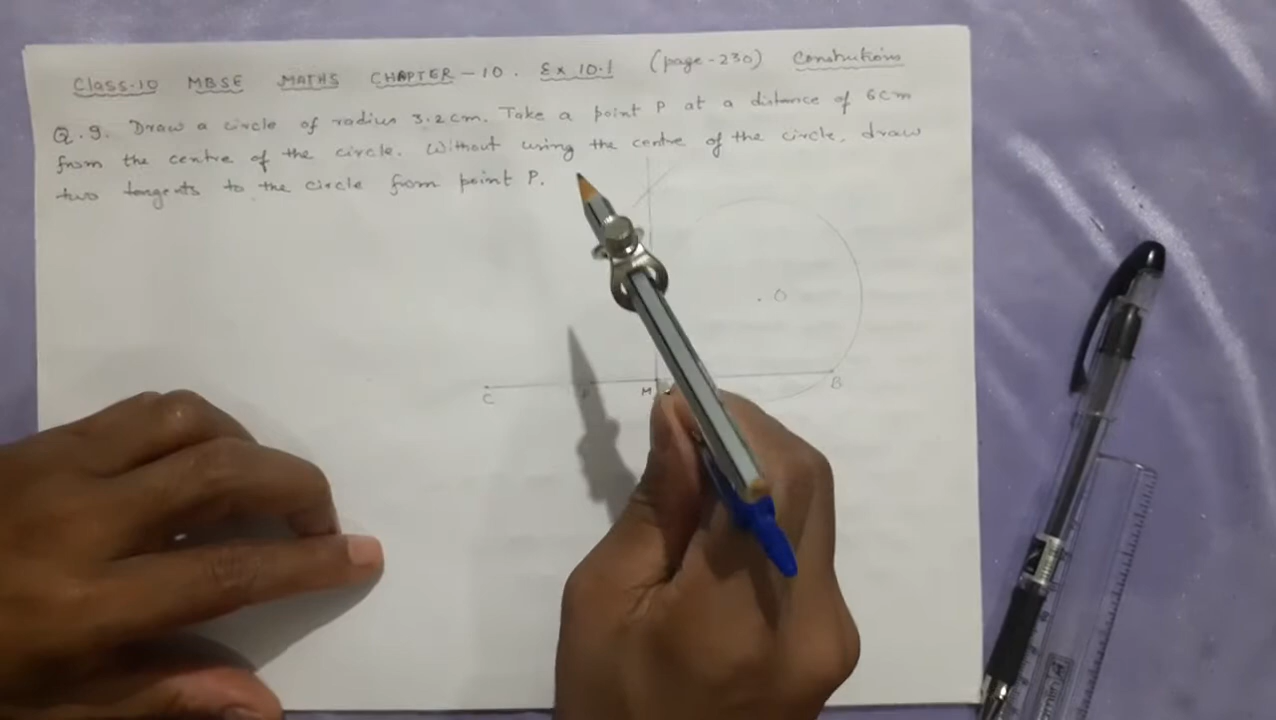 Class-10 MBSE MATHS CHAPTER-10. Ex 10.1 (page-230) Constructions
Q.9. Draw a circle of radius 3.2cm. Take a point P at a distance of 6cm
from the centre of the circle. Without using the centre of the circle, draw
two tangents to the circle from point P.
O
C M B